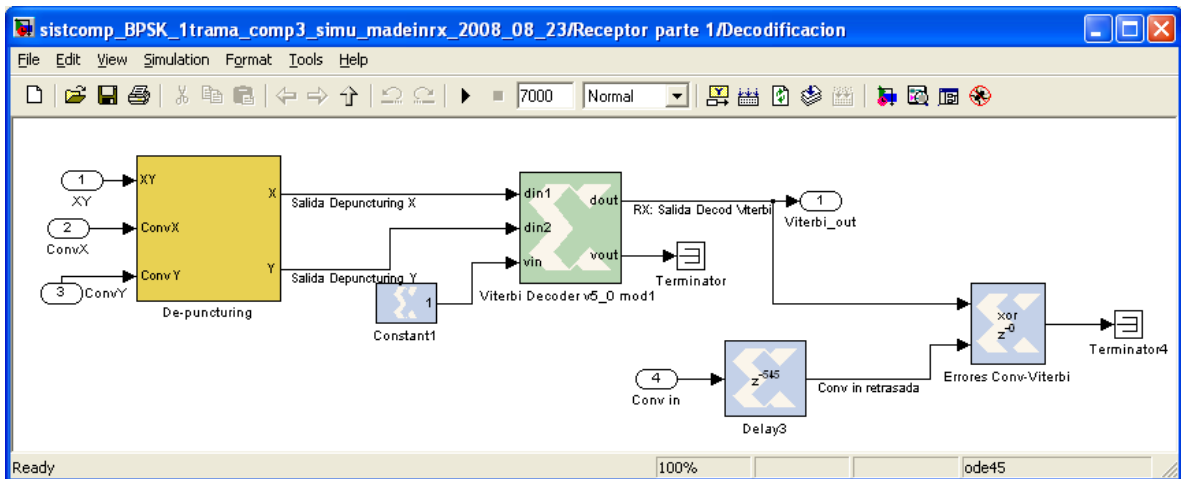 sistcomp_BPSK_1trama_comp3_simu_madeinrx_2008_08_23/Receptor parte 1/Decodificacion
File Edit View Simulation Format Tools Help
7000 Normal
1
XY
2
ConvX
3
ConvY
XY
ConvX
ConvY
X
Y
De-puncturing
Salida Depuncturing X
Salida Depuncturing Y
1
Constant1
din1
din2
vin
dout
vout
Viterbi Decoder v5_0 mod1
RX: Salida Decod Viterbi
1
Viterbi_out
Terminator
4
Conv in
z-545
Delay3
Conv in retrasada
xor
z-0
Errores Conv-Viterbi
Terminator4
Ready 100% ode45